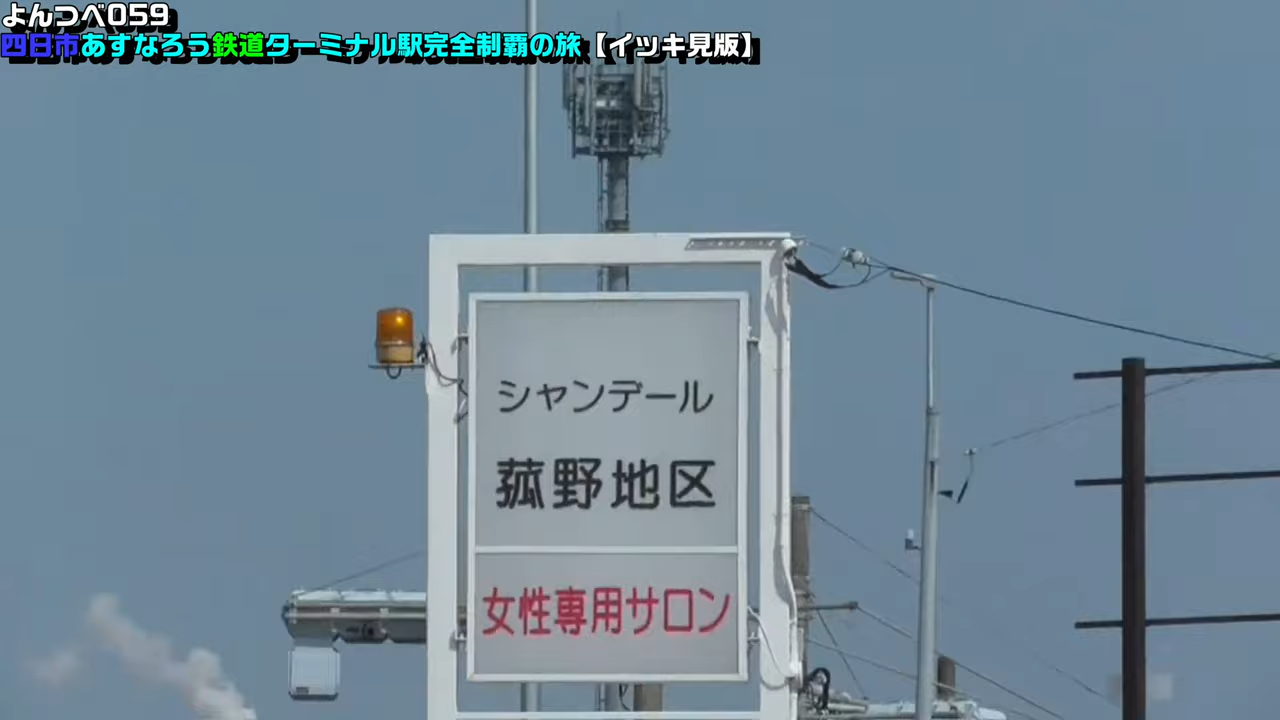 よんつべ059
四日市あすなろう鉄道ターミナル駅完全制覇の旅【イッキ見版】
シャンデール
菰野地区
女性専用サロン